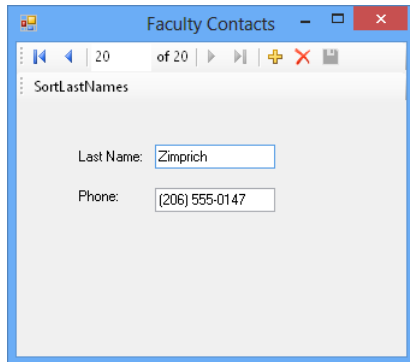 Faculty Contacts
20 of 20
SortLastNames
Last Name: Zimprich
Phone: (206) 555-0147